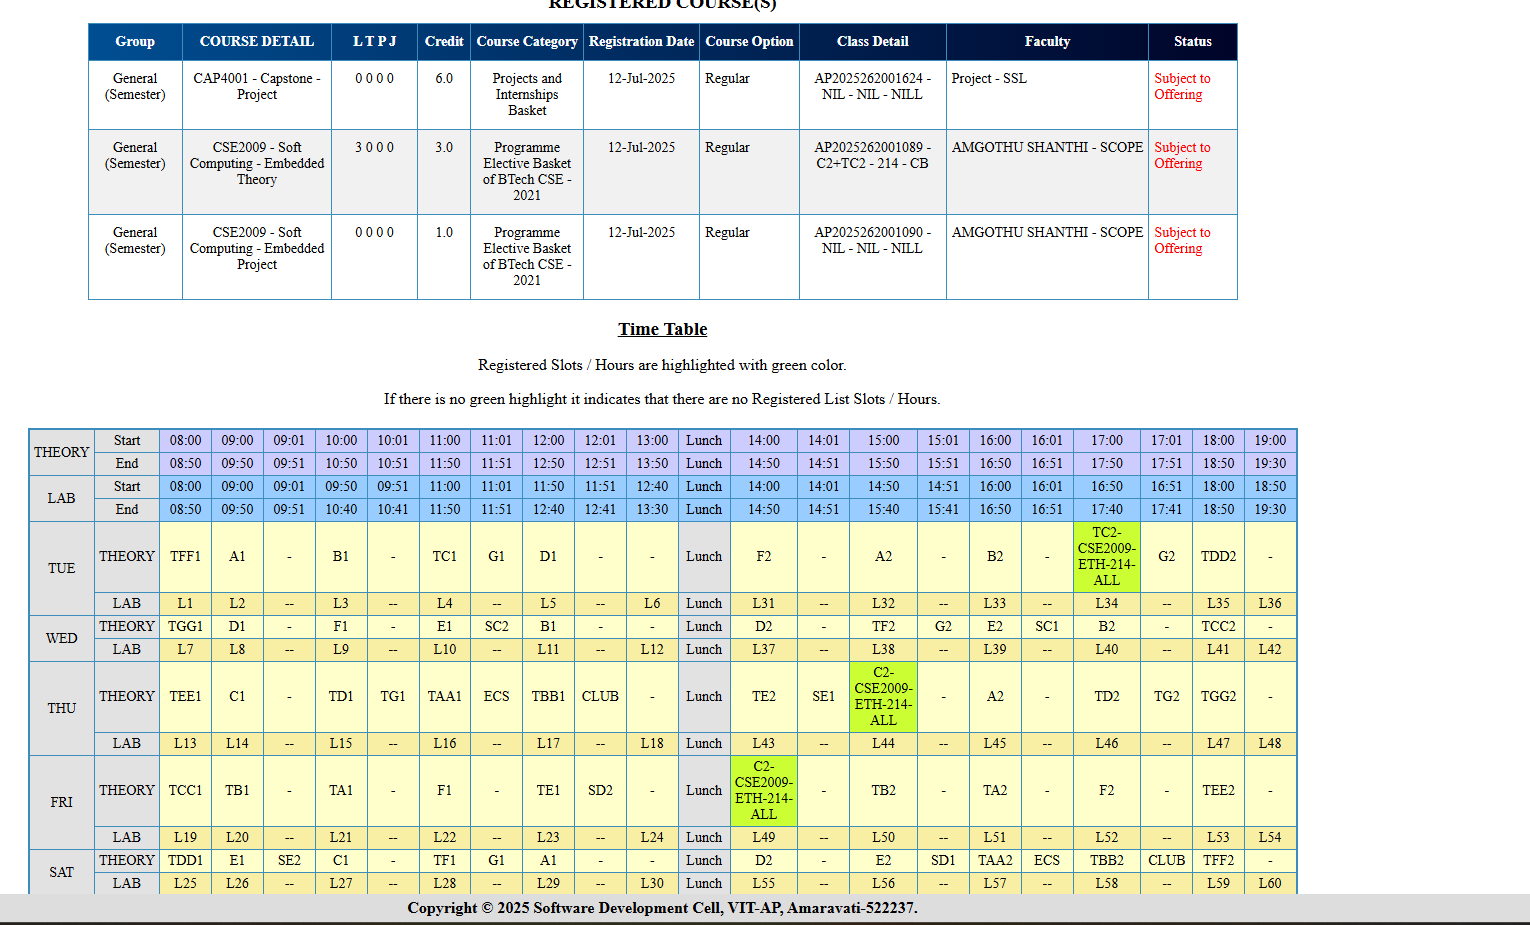 REGISTERED COURSE(S)
Group COURSE DETAIL L T P J Credit Course Category Registration Date Course Option Class Detail Faculty Status
General (Semester) CAP4001 - Capstone - Project 0 0 0 0 6.0 Projects and Internships Basket 12-Jul-2025 Regular AP2025262001624 - NIL - NIL - NILL Project - SSL Subject to Offering
General (Semester) CSE2009 - Soft Computing - Embedded Theory 3 0 0 0 3.0 Programme Elective Basket of BTech CSE - 2021 12-Jul-2025 Regular AP2025262001089 - C2+TC2 - 214 - CB AMGOTHU SHANTHI - SCOPE Subject to Offering
General (Semester) CSE2009 - Soft Computing - Embedded Project 0 0 0 0 1.0 Programme Elective Basket of BTech CSE - 2021 12-Jul-2025 Regular AP2025262001090 - NIL - NIL - NILL AMGOTHU SHANTHI - SCOPE Subject to Offering
Time Table
Registered Slots / Hours are highlighted with green color.
If there is no green highlight it indicates that there are no Registered List Slots / Hours.
THEORY Start 08:00 09:00 09:01 10:00 10:01 11:00 11:01 12:00 12:01 13:00 Lunch 14:00 14:01 15:00 15:01 16:00 16:01 17:00 17:01 18:00 19:00
End 08:50 09:50 09:51 10:50 10:51 11:50 11:51 12:50 12:51 13:50 Lunch 14:50 14:51 15:50 15:51 16:50 16:51 17:50 17:51 18:50 19:30
LAB Start 08:00 09:00 09:01 09:50 09:51 11:00 11:01 11:50 11:51 12:40 Lunch 14:00 14:01 14:50 14:51 16:00 16:01 16:50 16:51 18:00 18:50
End 08:50 09:50 09:51 10:40 10:41 11:50 11:51 12:40 12:41 13:30 Lunch 14:50 14:51 15:40 15:41 16:50 16:51 17:40 17:41 18:50 19:30
TUE THEORY TFF1 A1 - B1 - TC1 G1 D1 - - Lunch F2 - A2 - B2 - TC2-CSE2009-ETH-214-ALL G2 TDD2 -
LAB L1 L2 -- L3 -- L4 -- L5 -- L6 Lunch L31 -- L32 -- L33 -- L34 -- L35 L36
WED THEORY TGG1 D1 - F1 - E1 SC2 B1 - - Lunch D2 - TF2 G2 E2 SC1 B2 - TCC2 -
LAB L7 L8 -- L9 -- L10 -- L11 -- L12 Lunch L37 -- L38 -- L39 -- L40 -- L41 L42
THU THEORY TEE1 C1 - TD1 TG1 TAA1 ECS TBB1 CLUB - Lunch TE2 SE1 C2-CSE2009-ETH-214-ALL - A2 - TD2 TG2 TGG2 -
LAB L13 L14 -- L15 -- L16 -- L17 -- L18 Lunch L43 -- L44 -- L45 -- L46 -- L47 L48
FRI THEORY TCC1 TB1 - TA1 - F1 - TE1 SD2 - Lunch C2-CSE2009-ETH-214-ALL - TB2 - TA2 - F2 - TEE2 -
LAB L19 L20 -- L21 -- L22 -- L23 -- L24 Lunch L49 -- L50 -- L51 -- L52 -- L53 L54
SAT THEORY TDD1 E1 SE2 C1 - TF1 G1 A1 - - Lunch D2 - E2 SD1 TAA2 ECS TBB2 CLUB TFF2 -
LAB L25 L26 -- L27 -- L28 -- L29 -- L30 Lunch L55 -- L56 -- L57 -- L58 -- L59 L60
Copyright © 2025 Software Development Cell, VIT-AP, Amaravati-522237.